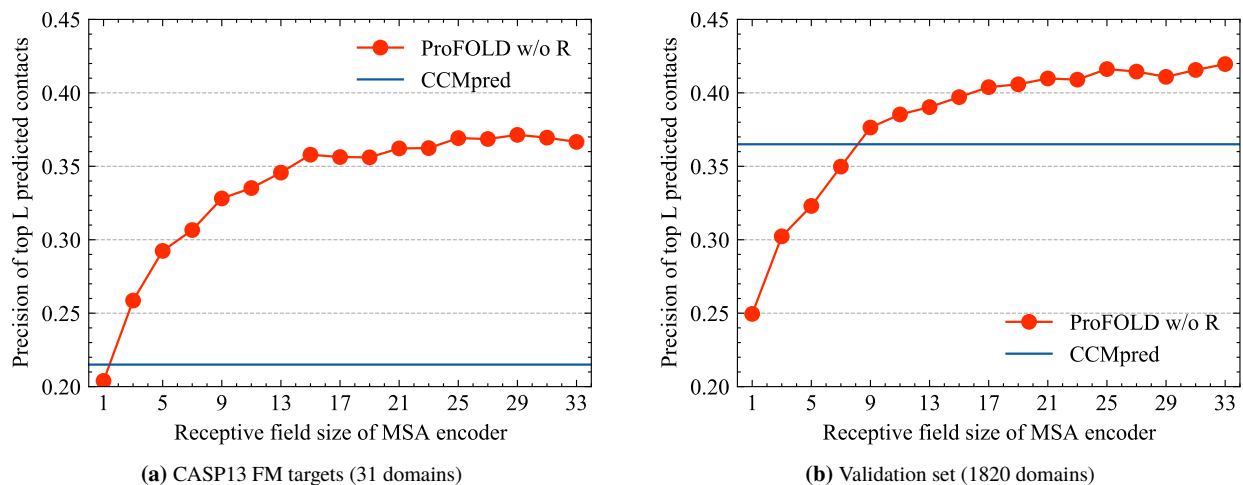 Precision of top L predicted contacts
0.45
0.40
0.35
0.30
0.25
0.20
ProFOLD w/o R
CCMpred
1 5 9 13 17 21 25 29 33
Receptive field size of MSA encoder
(a) CASP13 FM targets (31 domains)
Precision of top L predicted contacts
0.45
0.40
0.35
0.30
0.25
0.20
ProFOLD w/o R
CCMpred
1 5 9 13 17 21 25 29 33
Receptive field size of MSA encoder
(b) Validation set (1820 domains)